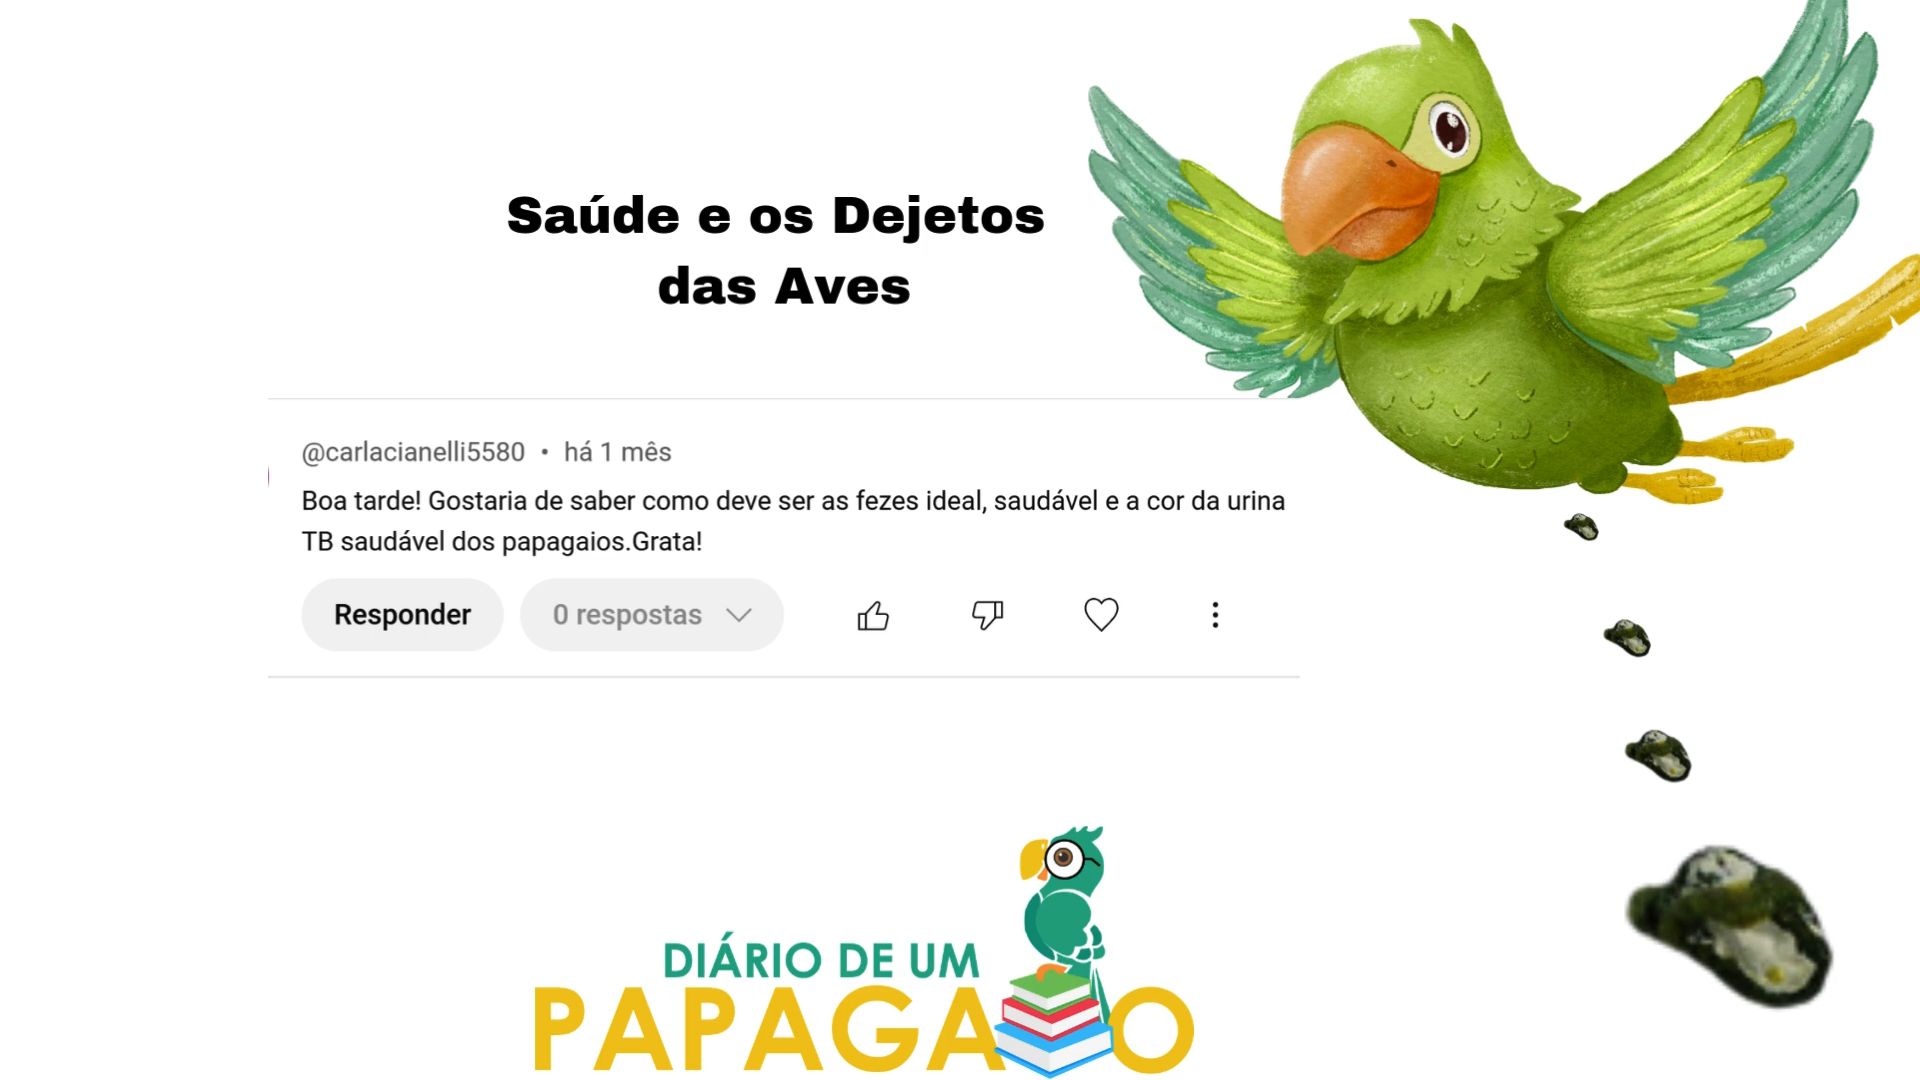 Saúde e os Dejetos
das Aves
@carlacianelli5580 • há 1 mês
Boa tarde! Gostaria de saber como deve ser as fezes ideal, saudável e a cor da urina
TB saudável dos papagaios.Grata!
Responder 0 respostas
DIÁRIO DE UM
PAPAGAIO